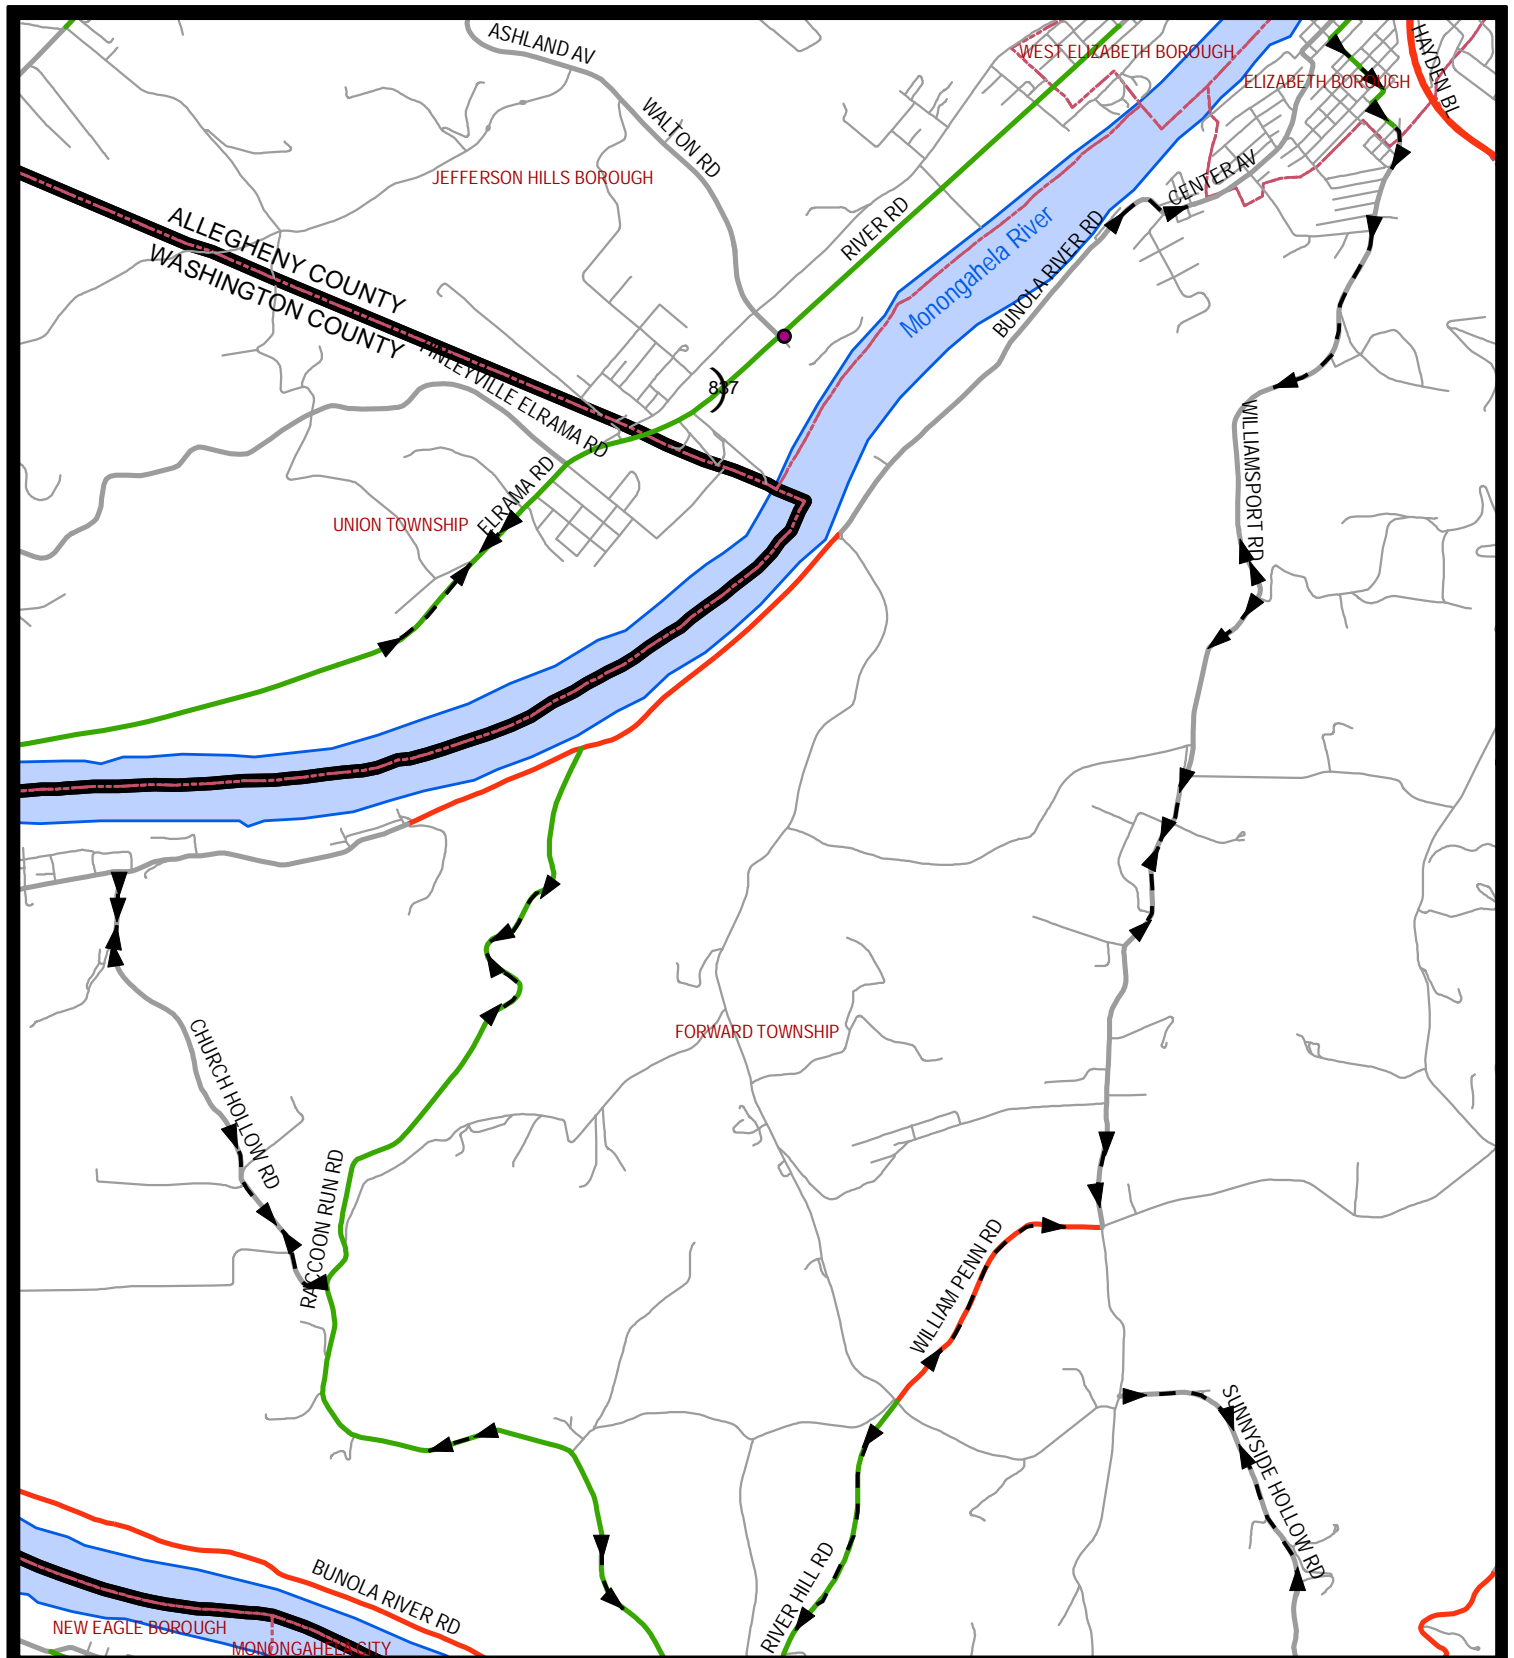 ASHLAND AV
WEST ELIZABETH BOROUGH
HAYDEN BL
ELIZABETH BOROUGH
WALTON RD
JEFFERSON HILLS BOROUGH
CENTER AV
RIVER RD
Monongahela River
BUNOLA RIVER RD
ALLEGHENY COUNTY
WASHINGTON COUNTY
FINLEYVILLE ELRAMA RD
837
WILLIAMSPORT RD
ELRAMA RD
UNION TOWNSHIP
CHURCH HOLLOW RD
FORWARD TOWNSHIP
RACCOON RUN RD
WILLIAM PENN RD
SUNNYSIDE HOLLOW RD
RIVER HILL RD
BUNOLA RIVER RD
NEW EAGLE BOROUGH
MONONGAHELA CITY